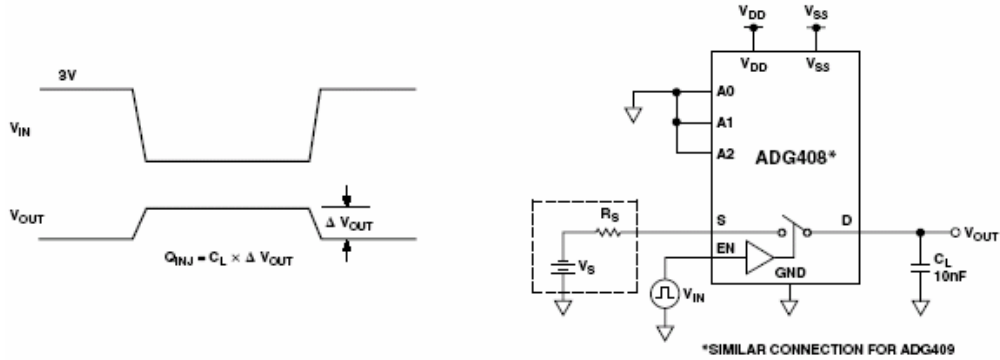 3V
VIN
VOUT
Δ VOUT
QINJ = CL × Δ VOUT
VDD
VSS
VDD
VSS
A0
A1
A2
ADG408*
RS
S
D
VOUT
VS
EN
VIN
GND
CL
10nF
*SIMILAR CONNECTION FOR ADG409